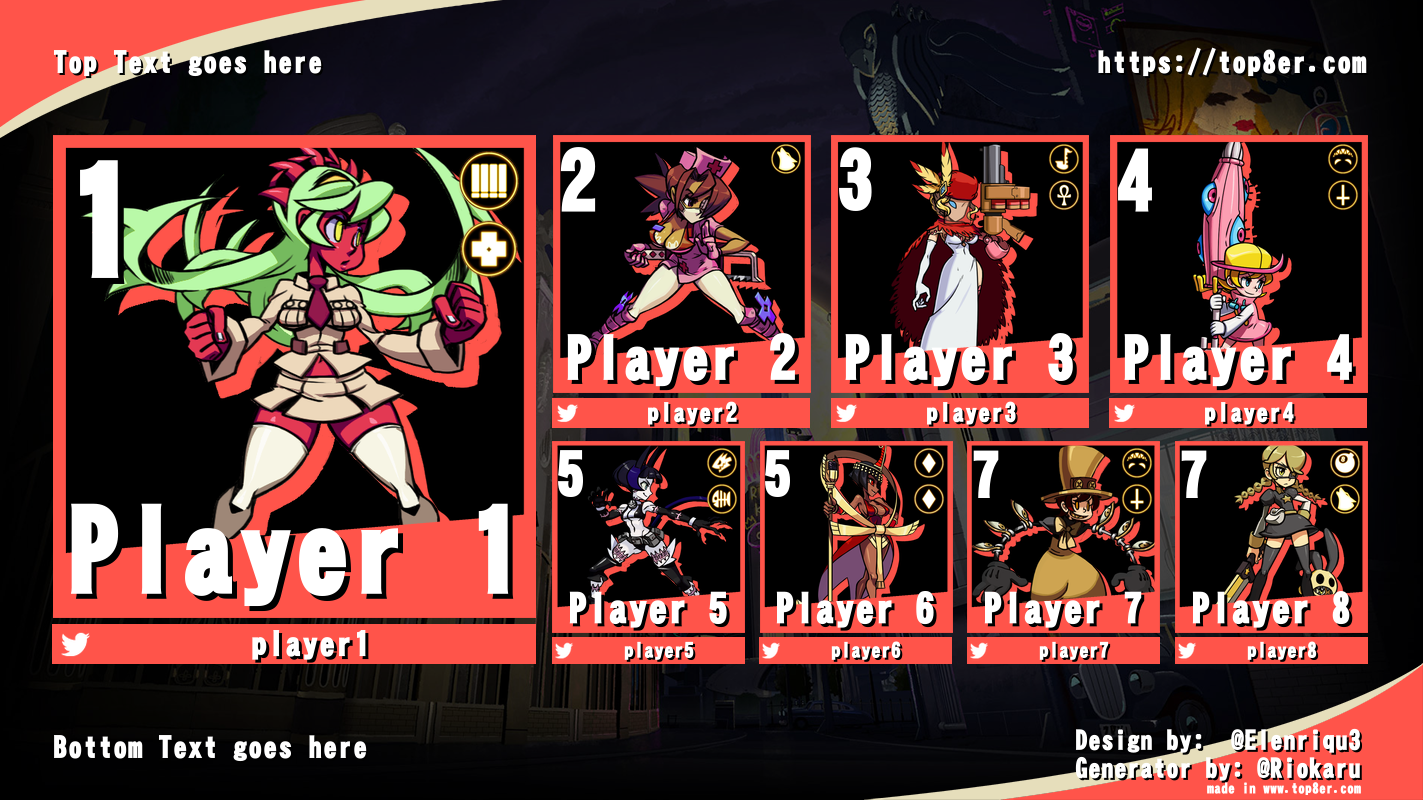 Top Text goes here
https://top8er.com
1
Player 1
player1
2
Player 2
player2
3
Player 3
player3
4
Player 4
player4
5
Player 5
player5
5
Player 6
player6
7
Player 7
player7
7
Player 8
player8
Bottom Text goes here
Design by: @Elenriqu3
Generator by: @Riokaru
made in www.top8er.com